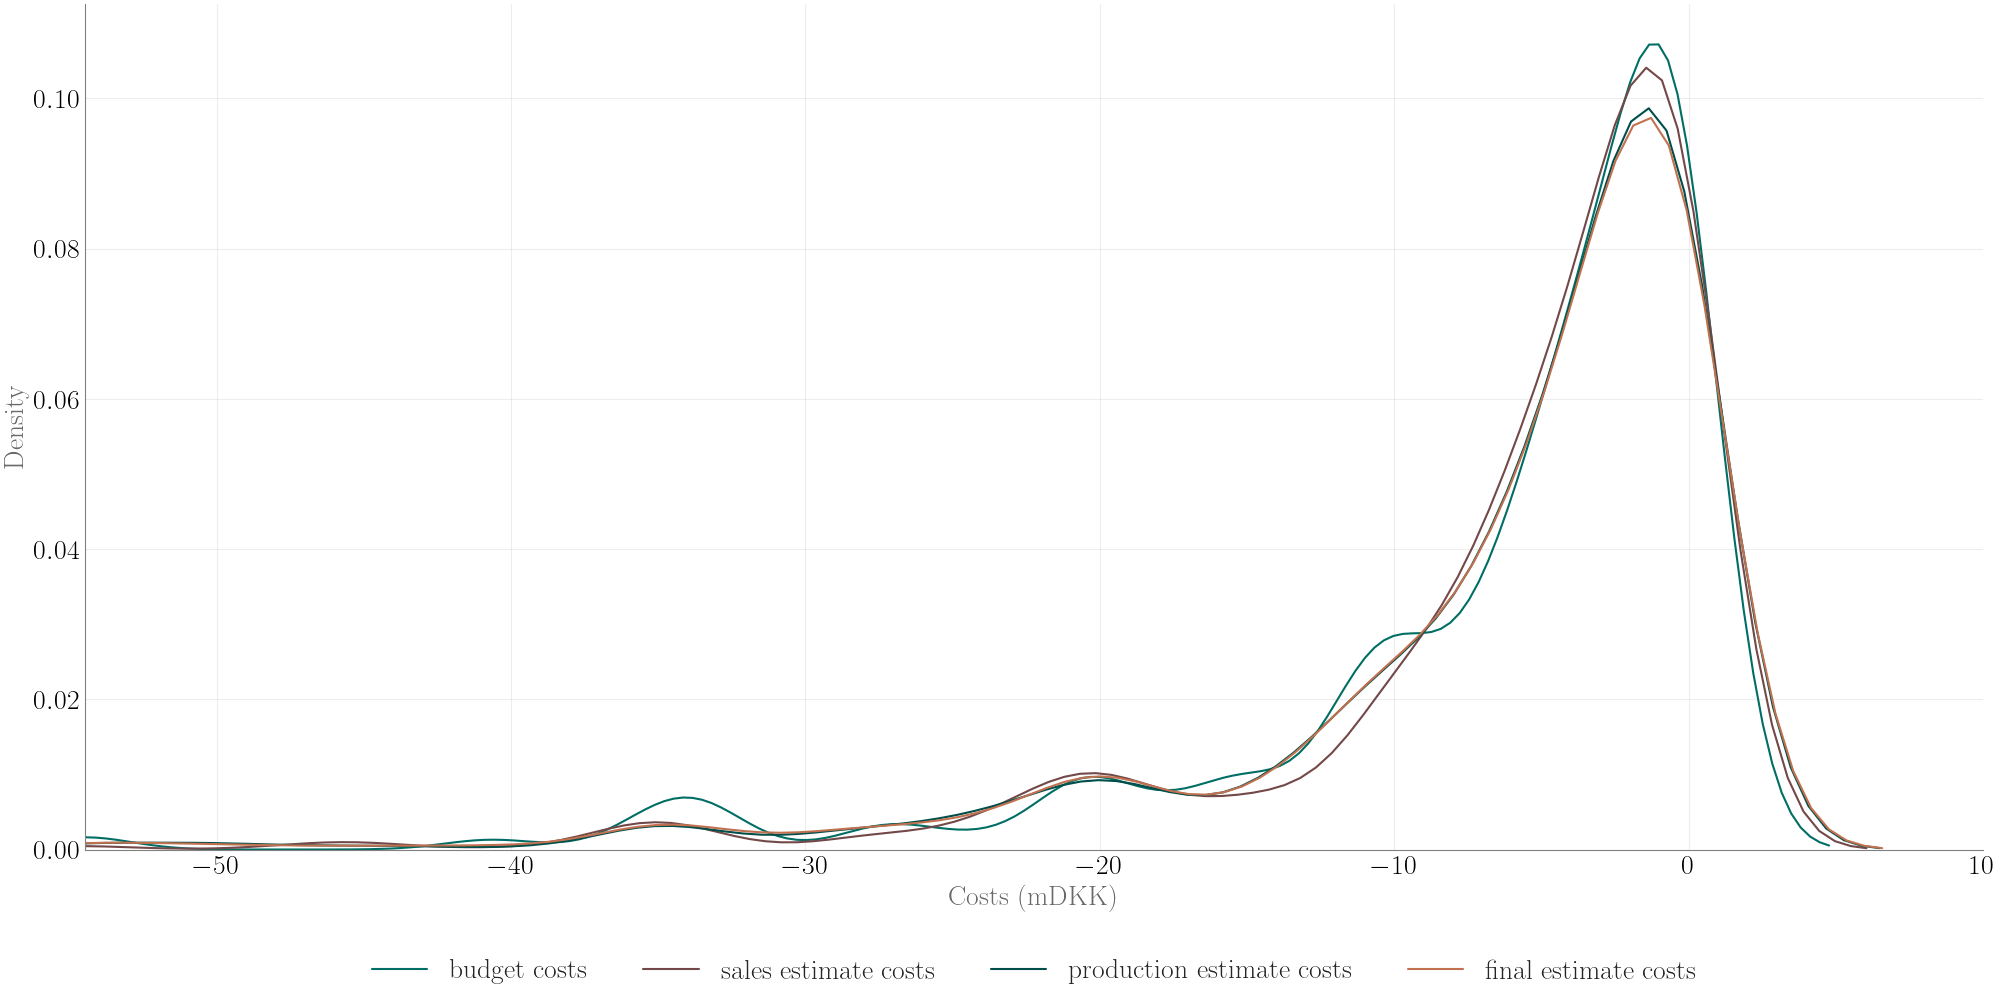 Density
0.10
0.08
0.06
0.04
0.02
0.00
−50 −40 −30 −20 −10 0 10
Costs (mDKK)
budget costs sales estimate costs production estimate costs final estimate costs